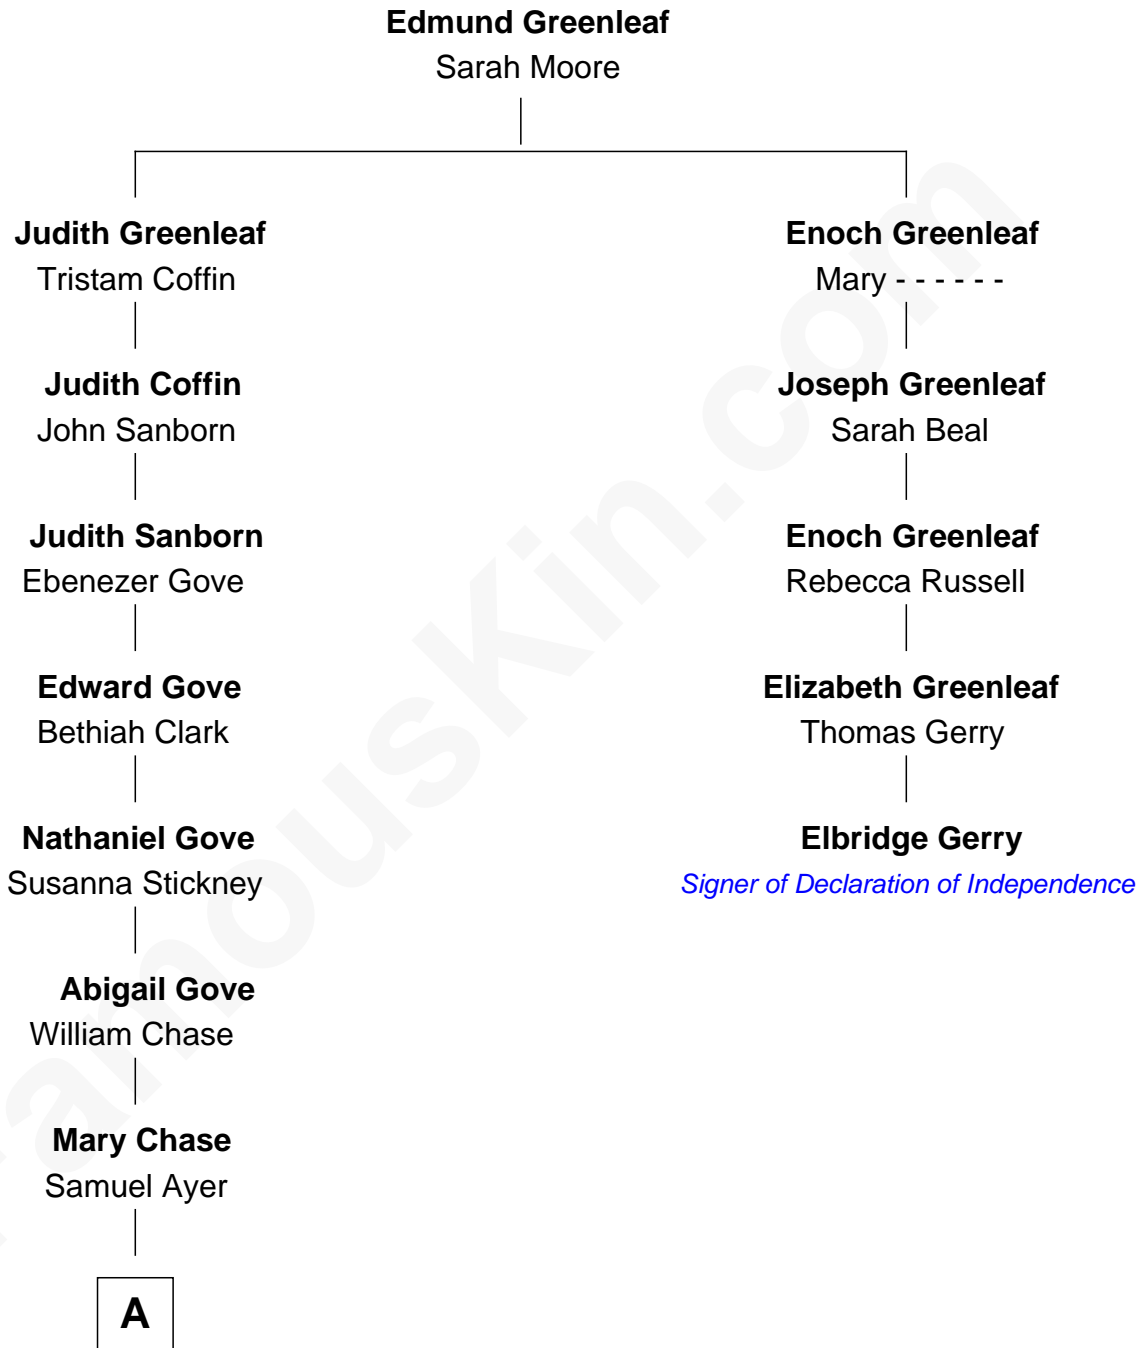 Edmund Greenleaf
Sarah Moore
Judith Greenleaf
Tristam Coffin
Enoch Greenleaf
Mary - - - - - -
Judith Coffin
John Sanborn
Joseph Greenleaf
Sarah Beal
Judith Sanborn
Ebenezer Gove
Enoch Greenleaf
Rebecca Russell
Edward Gove
Bethiah Clark
Elizabeth Greenleaf
Thomas Gerry
Nathaniel Gove
Susanna Stickney
Elbridge Gerry
Signer of Declaration of Independence
Abigail Gove
William Chase
Mary Chase
Samuel Ayer
A
FamousKin.com